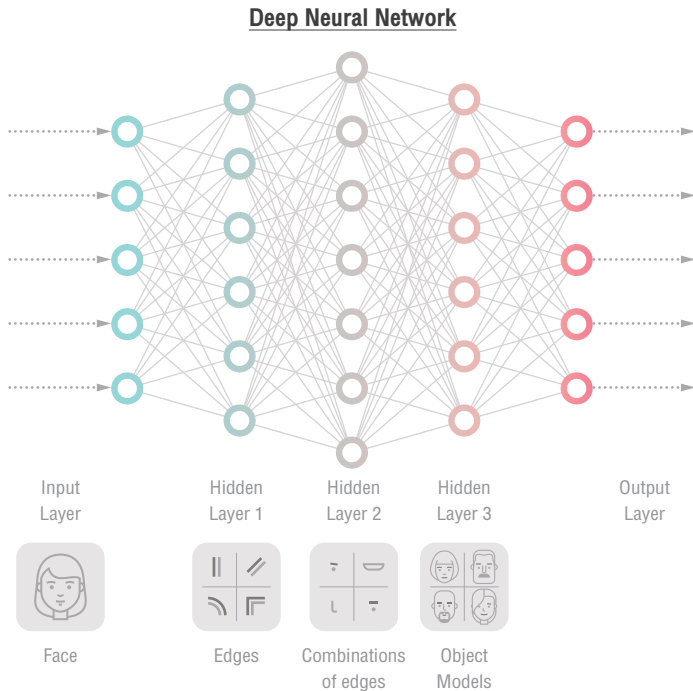 Deep Neural Network
Input
Layer
Hidden
Layer 1
Hidden
Layer 2
Hidden
Layer 3
Output
Layer
Face
Edges
Combinations
of edges
Object
Models